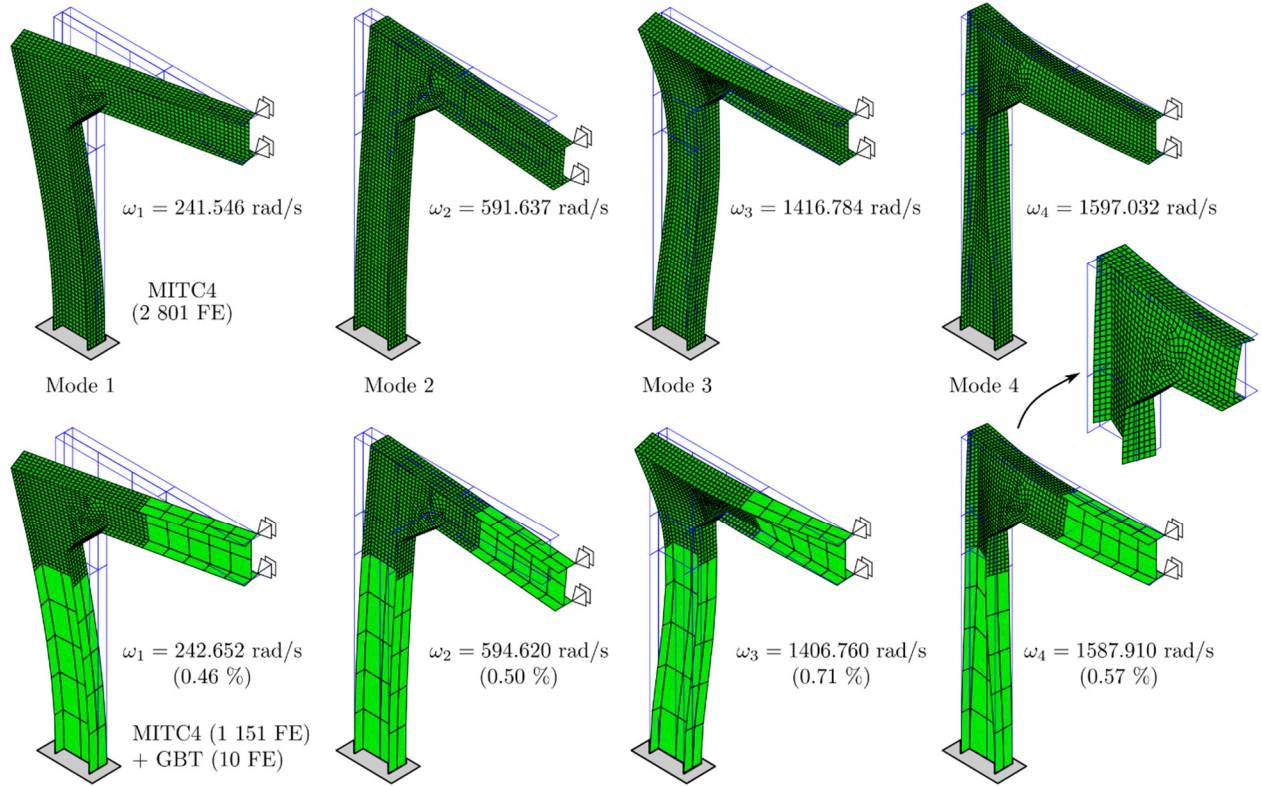 ω₁ = 241.546 rad/s
ω₂ = 591.637 rad/s
ω₃ = 1416.784 rad/s
ω₄ = 1597.032 rad/s
MITC4
(2 801 FE)
Mode 1
Mode 2
Mode 3
Mode 4
ω₁ = 242.652 rad/s
(0.46 %)
ω₂ = 594.620 rad/s
(0.50 %)
ω₃ = 1406.760 rad/s
(0.71 %)
ω₄ = 1587.910 rad/s
(0.57 %)
MITC4 (1 151 FE)
+ GBT (10 FE)